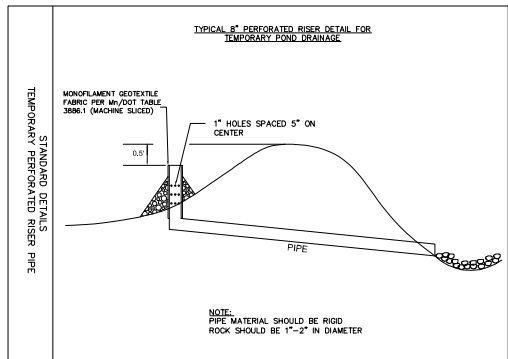 TYPICAL 8" PERFORATED RISER DETAIL FOR
TEMPORARY POND DRAINAGE
MONOFILAMENT GEOTEXTILE
FABRIC PER Mn/DOT TABLE
3886.1 (MACHINE SLICED)
1" HOLES SPACED 5" ON
CENTER
0.5'
PIPE
NOTE:
PIPE MATERIAL SHOULD BE RIGID
ROCK SHOULD BE 1"-2" IN DIAMETER
STANDARD DETAILS
TEMPORARY PERFORATED RISER PIPE